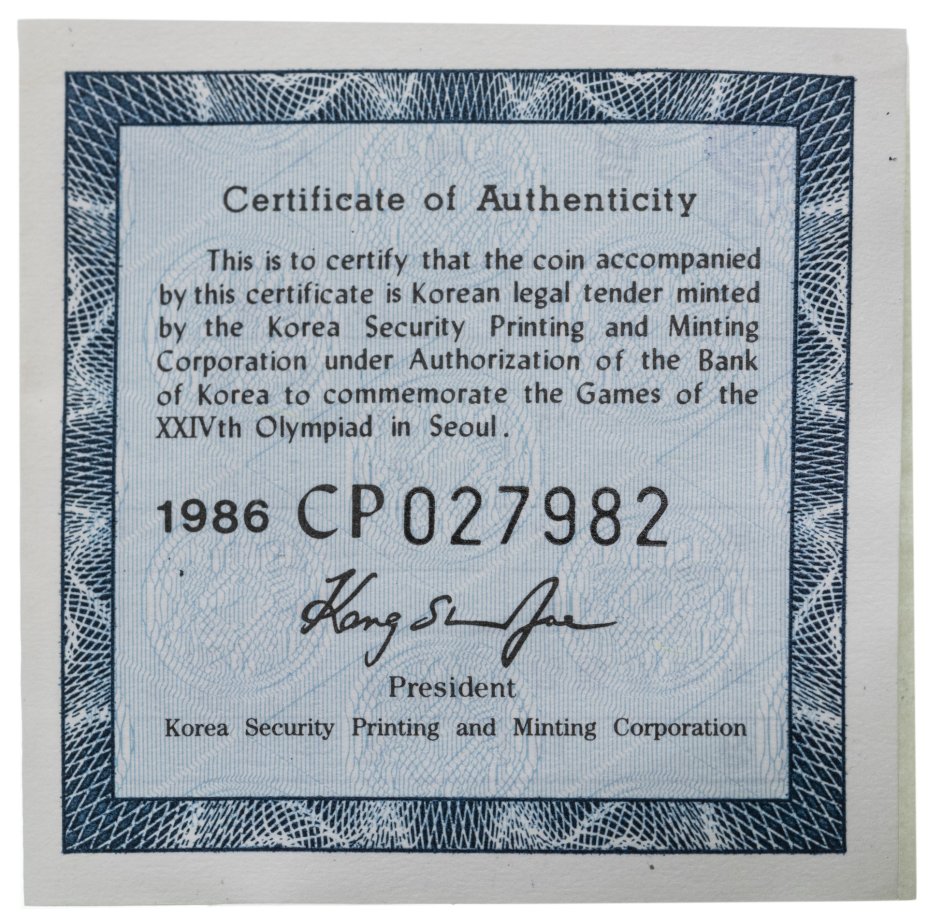 Certificate of Authenticity
This is to certify that the coin accompanied
by this certificate is Korean legal tender minted
by the Korea Security Printing and Minting
Corporation under Authorization of the Bank
of Korea to commemorate the Games of the
XXIVth Olympiad in Seoul.
1986 CP027982
President
Korea Security Printing and Minting Corporation